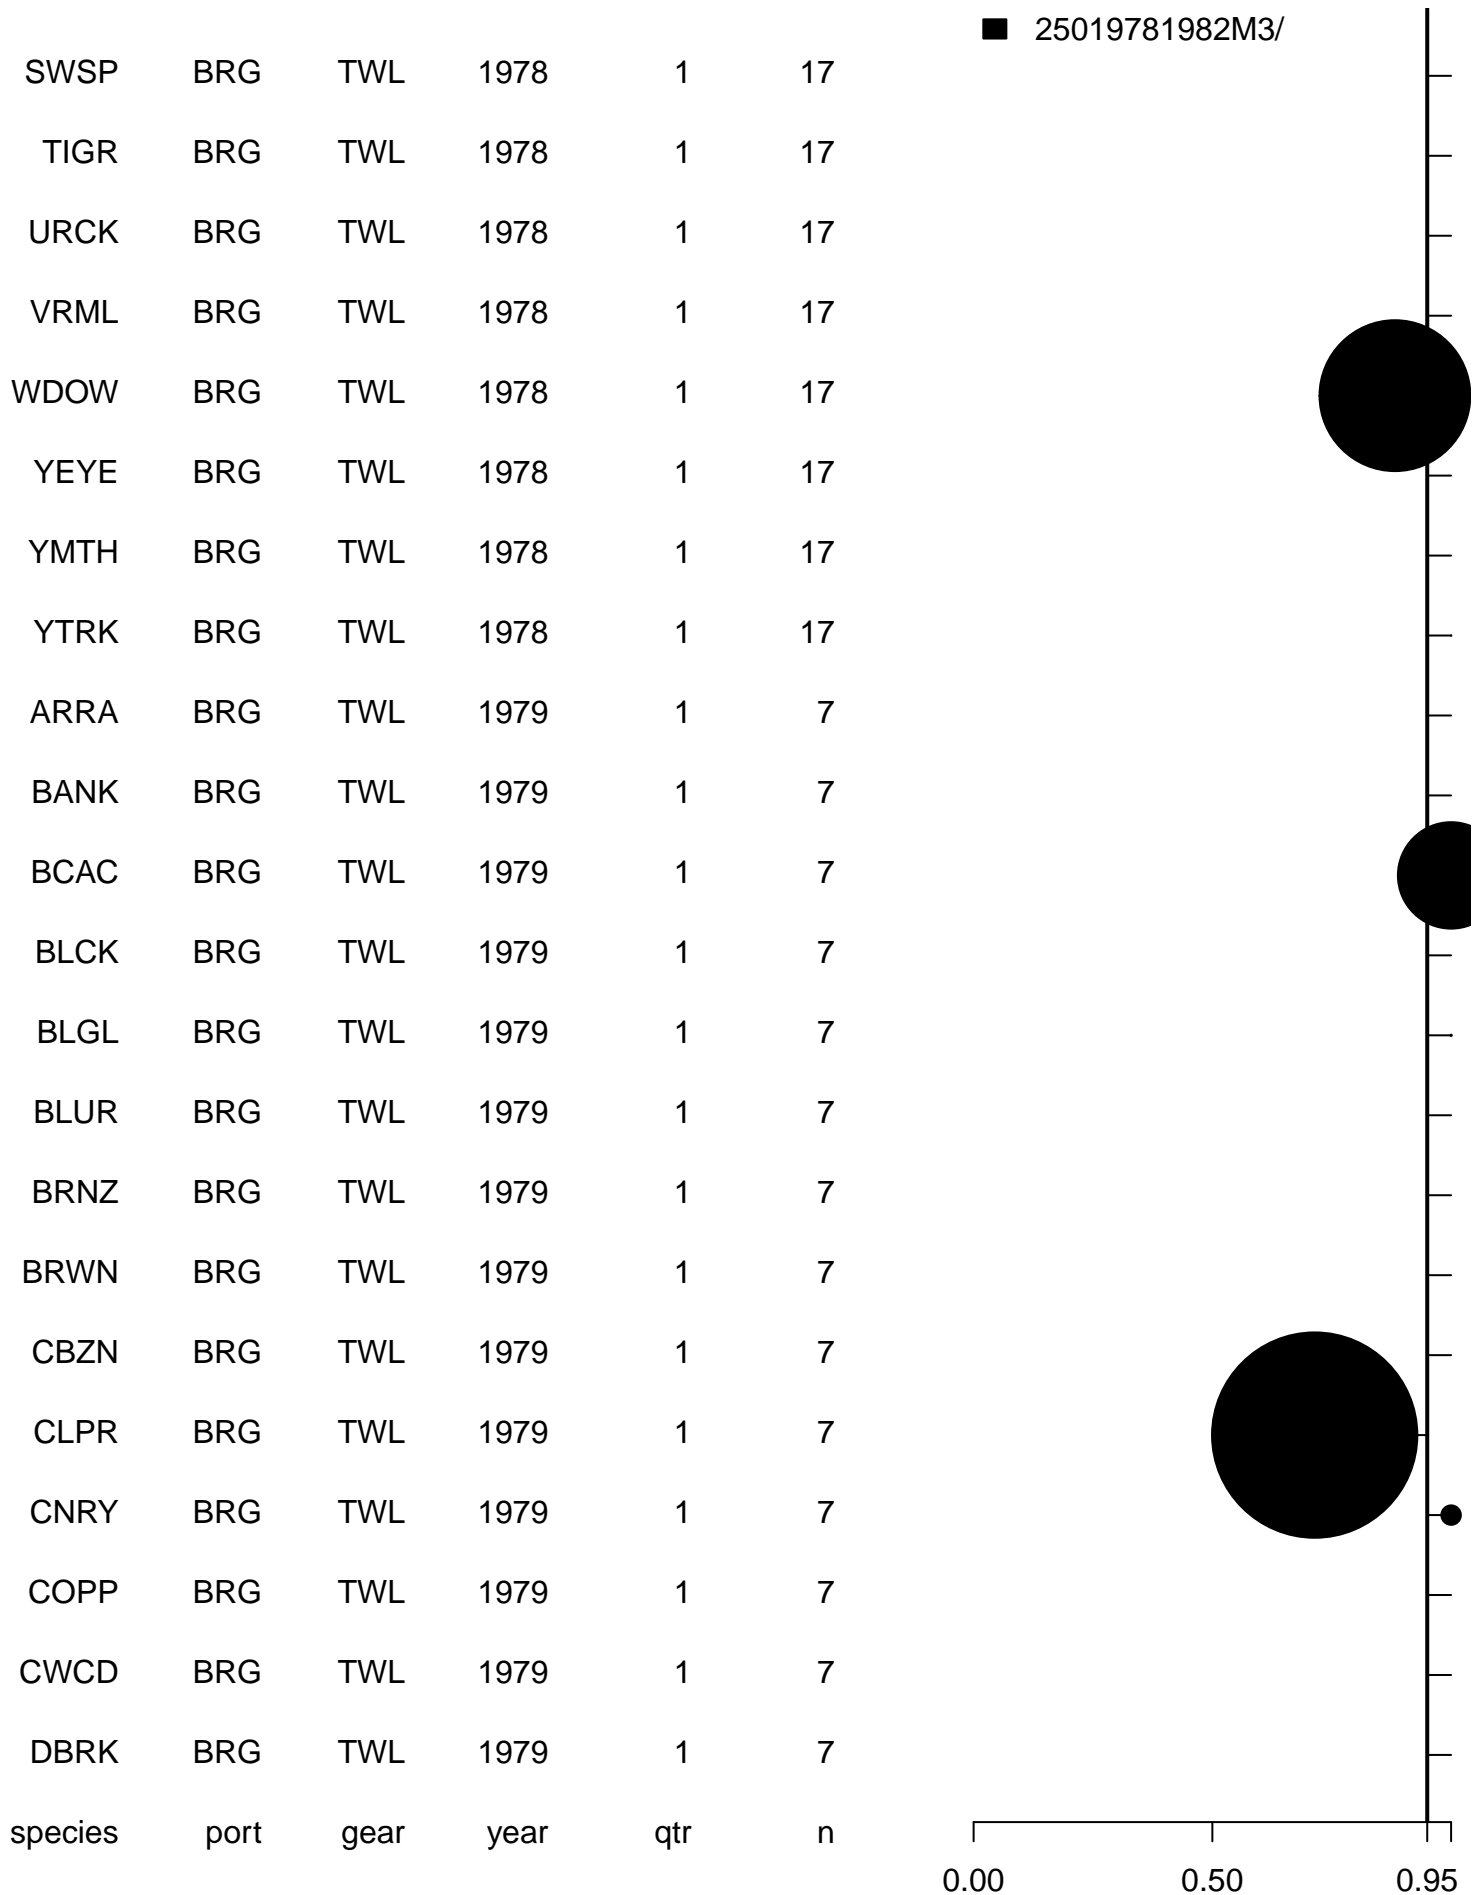 25019781982M3/
SWSP BRG TWL 1978 1 17
TIGR BRG TWL 1978 1 17
URCK BRG TWL 1978 1 17
VRML BRG TWL 1978 1 17
WDOW BRG TWL 1978 1 17
YEYE BRG TWL 1978 1 17
YMTH BRG TWL 1978 1 17
YTRK BRG TWL 1978 1 17
ARRA BRG TWL 1979 1 7
BANK BRG TWL 1979 1 7
BCAC BRG TWL 1979 1 7
BLCK BRG TWL 1979 1 7
BLGL BRG TWL 1979 1 7
BLUR BRG TWL 1979 1 7
BRNZ BRG TWL 1979 1 7
BRWN BRG TWL 1979 1 7
CBZN BRG TWL 1979 1 7
CLPR BRG TWL 1979 1 7
CNRY BRG TWL 1979 1 7
COPP BRG TWL 1979 1 7
CWCD BRG TWL 1979 1 7
DBRK BRG TWL 1979 1 7
species port gear year qtr n
0.00 0.50 0.95